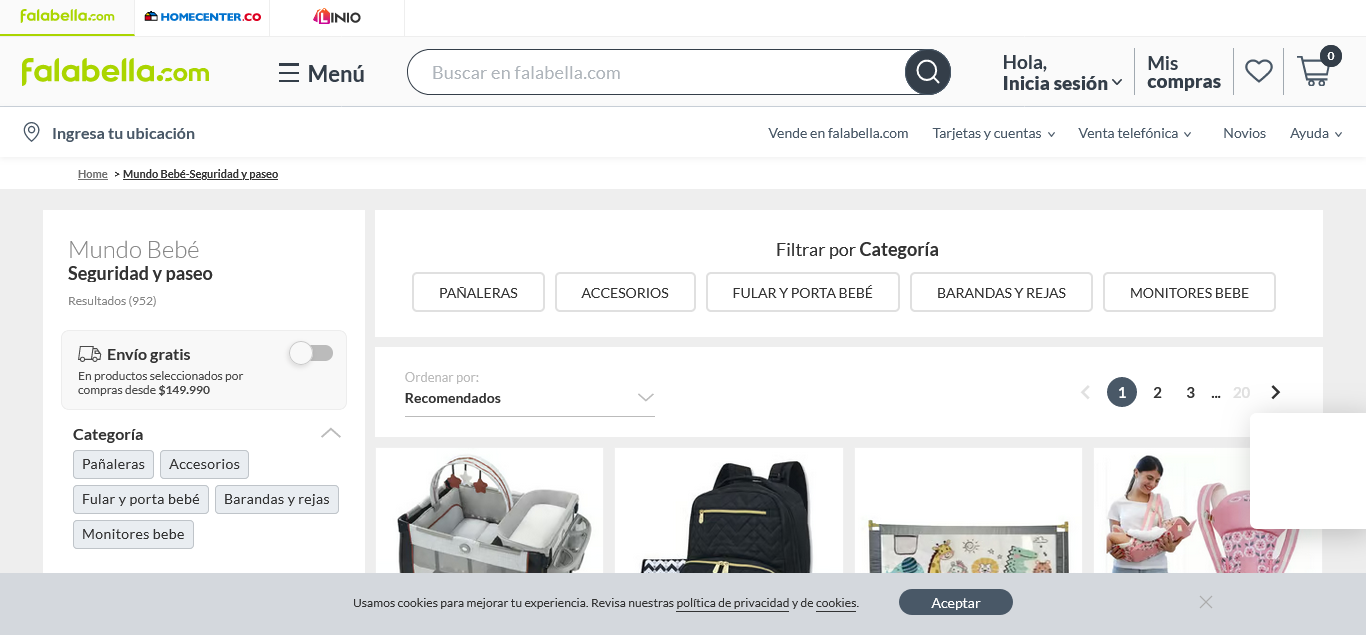 falabella.com
HOMECENTER.CO
LINIO
falabella.com
Menú
Buscar en falabella.com
Hola,
Inicia sesión
Mis
compras
0
Ingresa tu ubicación
Vende en falabella.com
Tarjetas y cuentas
Venta telefónica
Novios
Ayuda
Home > Mundo Bebé-Seguridad y paseo
Mundo Bebé
Seguridad y paseo
Resultados (952)
Envío gratis
En productos seleccionados por
compras desde $149.990
Categoría
Pañaleras
Accesorios
Fular y porta bebé
Barandas y rejas
Monitores bebe
Filtrar por Categoría
PAÑALERAS
ACCESORIOS
FULAR Y PORTA BEBÉ
BARANDAS Y REJAS
MONITORES BEBE
Ordenar por:
Recomendados
1 2 3 ... 20
Usamos cookies para mejorar tu experiencia. Revisa nuestras política de privacidad y de cookies.
Aceptar